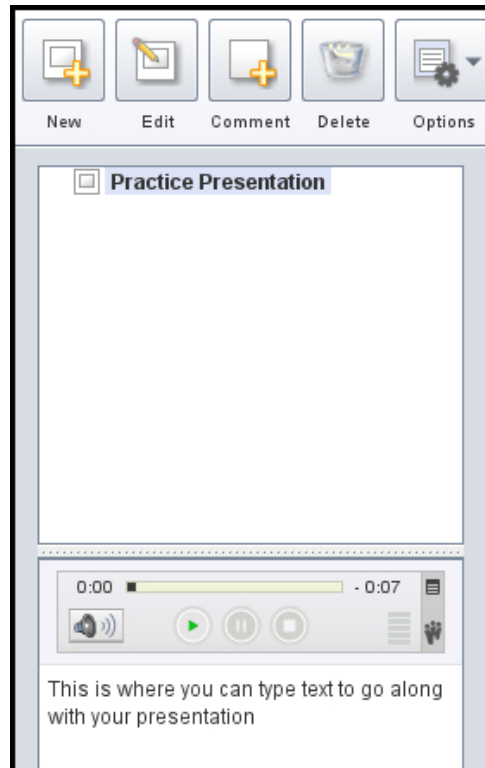 New Edit Comment Delete Options
Practice Presentation
0:00 - 0:07
This is where you can type text to go along
with your presentation